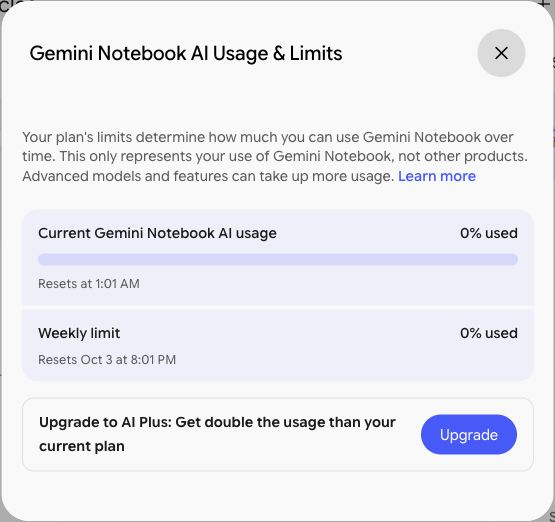 Gemini Notebook AI Usage & Limits
Your plan's limits determine how much you can use Gemini Notebook over
time. This only represents your use of Gemini Notebook, not other products.
Advanced models and features can take up more usage. Learn more
Current Gemini Notebook AI usage 0% used
Resets at 1:01 AM
Weekly limit 0% used
Resets Oct 3 at 8:01 PM
Upgrade to AI Plus: Get double the usage than your
current plan
Upgrade